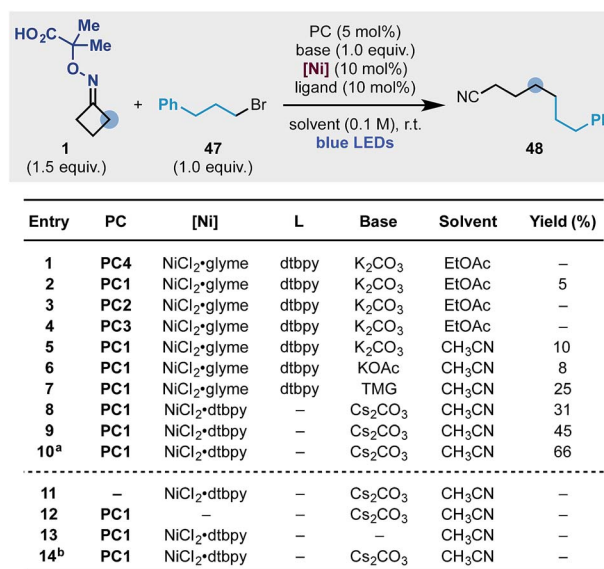 HO₂C Me
Me
O
N
1
(1.5 equiv.)
+
Ph Br
47
(1.0 equiv.)
PC (5 mol%)
base (1.0 equiv.)
[Ni] (10 mol%)
ligand (10 mol%)
solvent (0.1 M), r.t.
blue LEDs
NC Ph
48
Entry PC [Ni] L Base Solvent Yield (%)
1 PC4 NiCl₂•glyme dtbpy K₂CO₃ EtOAc –
2 PC1 NiCl₂•glyme dtbpy K₂CO₃ EtOAc 5
3 PC2 NiCl₂•glyme dtbpy K₂CO₃ EtOAc –
4 PC3 NiCl₂•glyme dtbpy K₂CO₃ EtOAc –
5 PC1 NiCl₂•glyme dtbpy K₂CO₃ CH₃CN 10
6 PC1 NiCl₂•glyme dtbpy KOAc CH₃CN 8
7 PC1 NiCl₂•glyme dtbpy TMG CH₃CN 25
8 PC1 NiCl₂•dtbpy – Cs₂CO₃ CH₃CN 31
9 PC1 NiCl₂•dtbpy – Cs₂CO₃ CH₃CN 45
10ᵃ PC1 NiCl₂•dtbpy – Cs₂CO₃ CH₃CN 66
11 – NiCl₂•dtbpy – Cs₂CO₃ CH₃CN –
12 PC1 – – Cs₂CO₃ CH₃CN –
13 PC1 NiCl₂•dtbpy – – CH₃CN –
14ᵇ PC1 NiCl₂•dtbpy – Cs₂CO₃ CH₃CN –